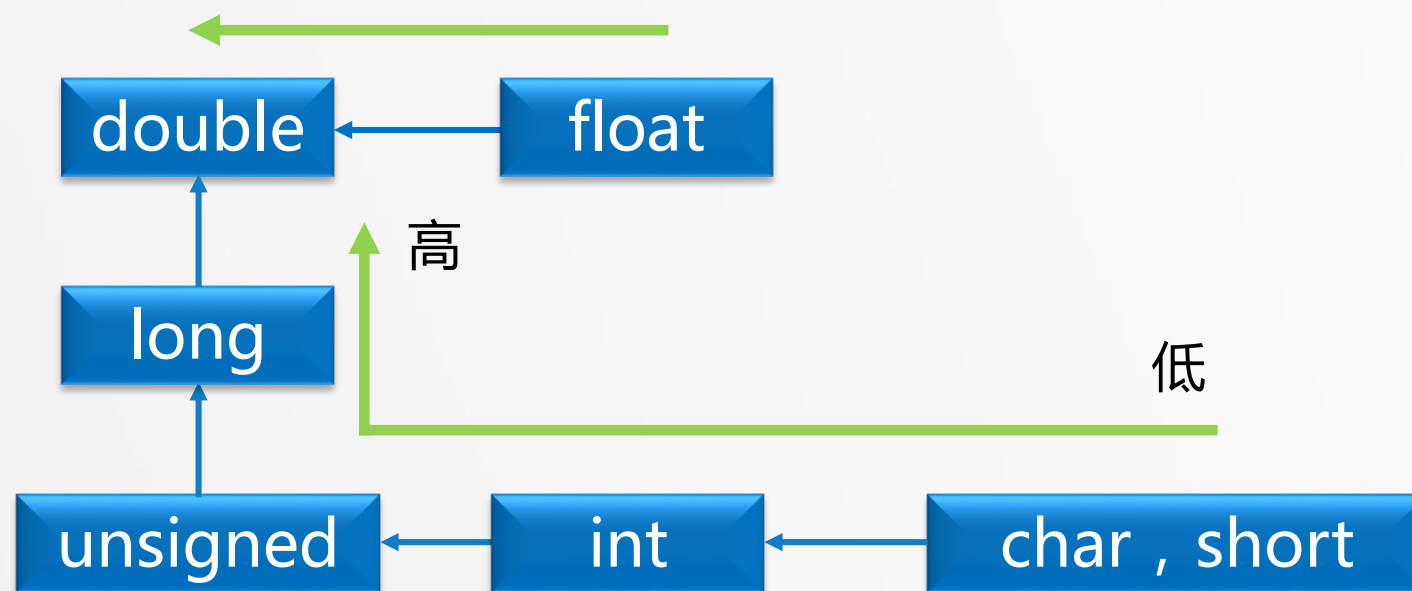 double
float
高
long
低
unsigned
int
char，short